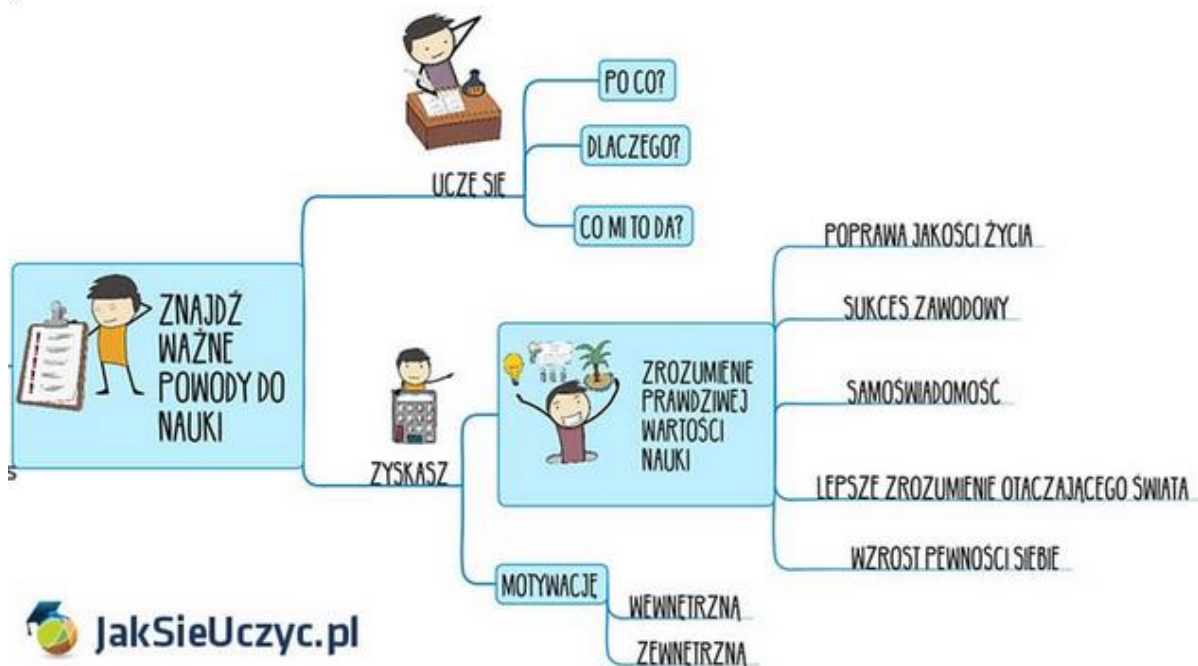 PO CO?
DLACZEGO?
UCZĘ SIĘ
CO MI TO DA?
ZNAJDŹ
WAŻNE
POWODY DO
NAUKI
ZYSKASZ
ZROZUMIENIE
PRAWDZIWEJ
WARTOŚCI
NAUKI
POPRAWA JAKOŚCI ŻYCIA
SUKCES ZAWODOWY
SAMOŚWIADOMOŚĆ
LEPSZE ZROZUMIENIE OTACZAJĄCEGO ŚWIATA
WZROST PEWNOŚCI SIEBIE
MOTYWACJĘ
WEWNĘTRZNĄ
ZEWNĘTRZNĄ
JakSieUczyc.pl